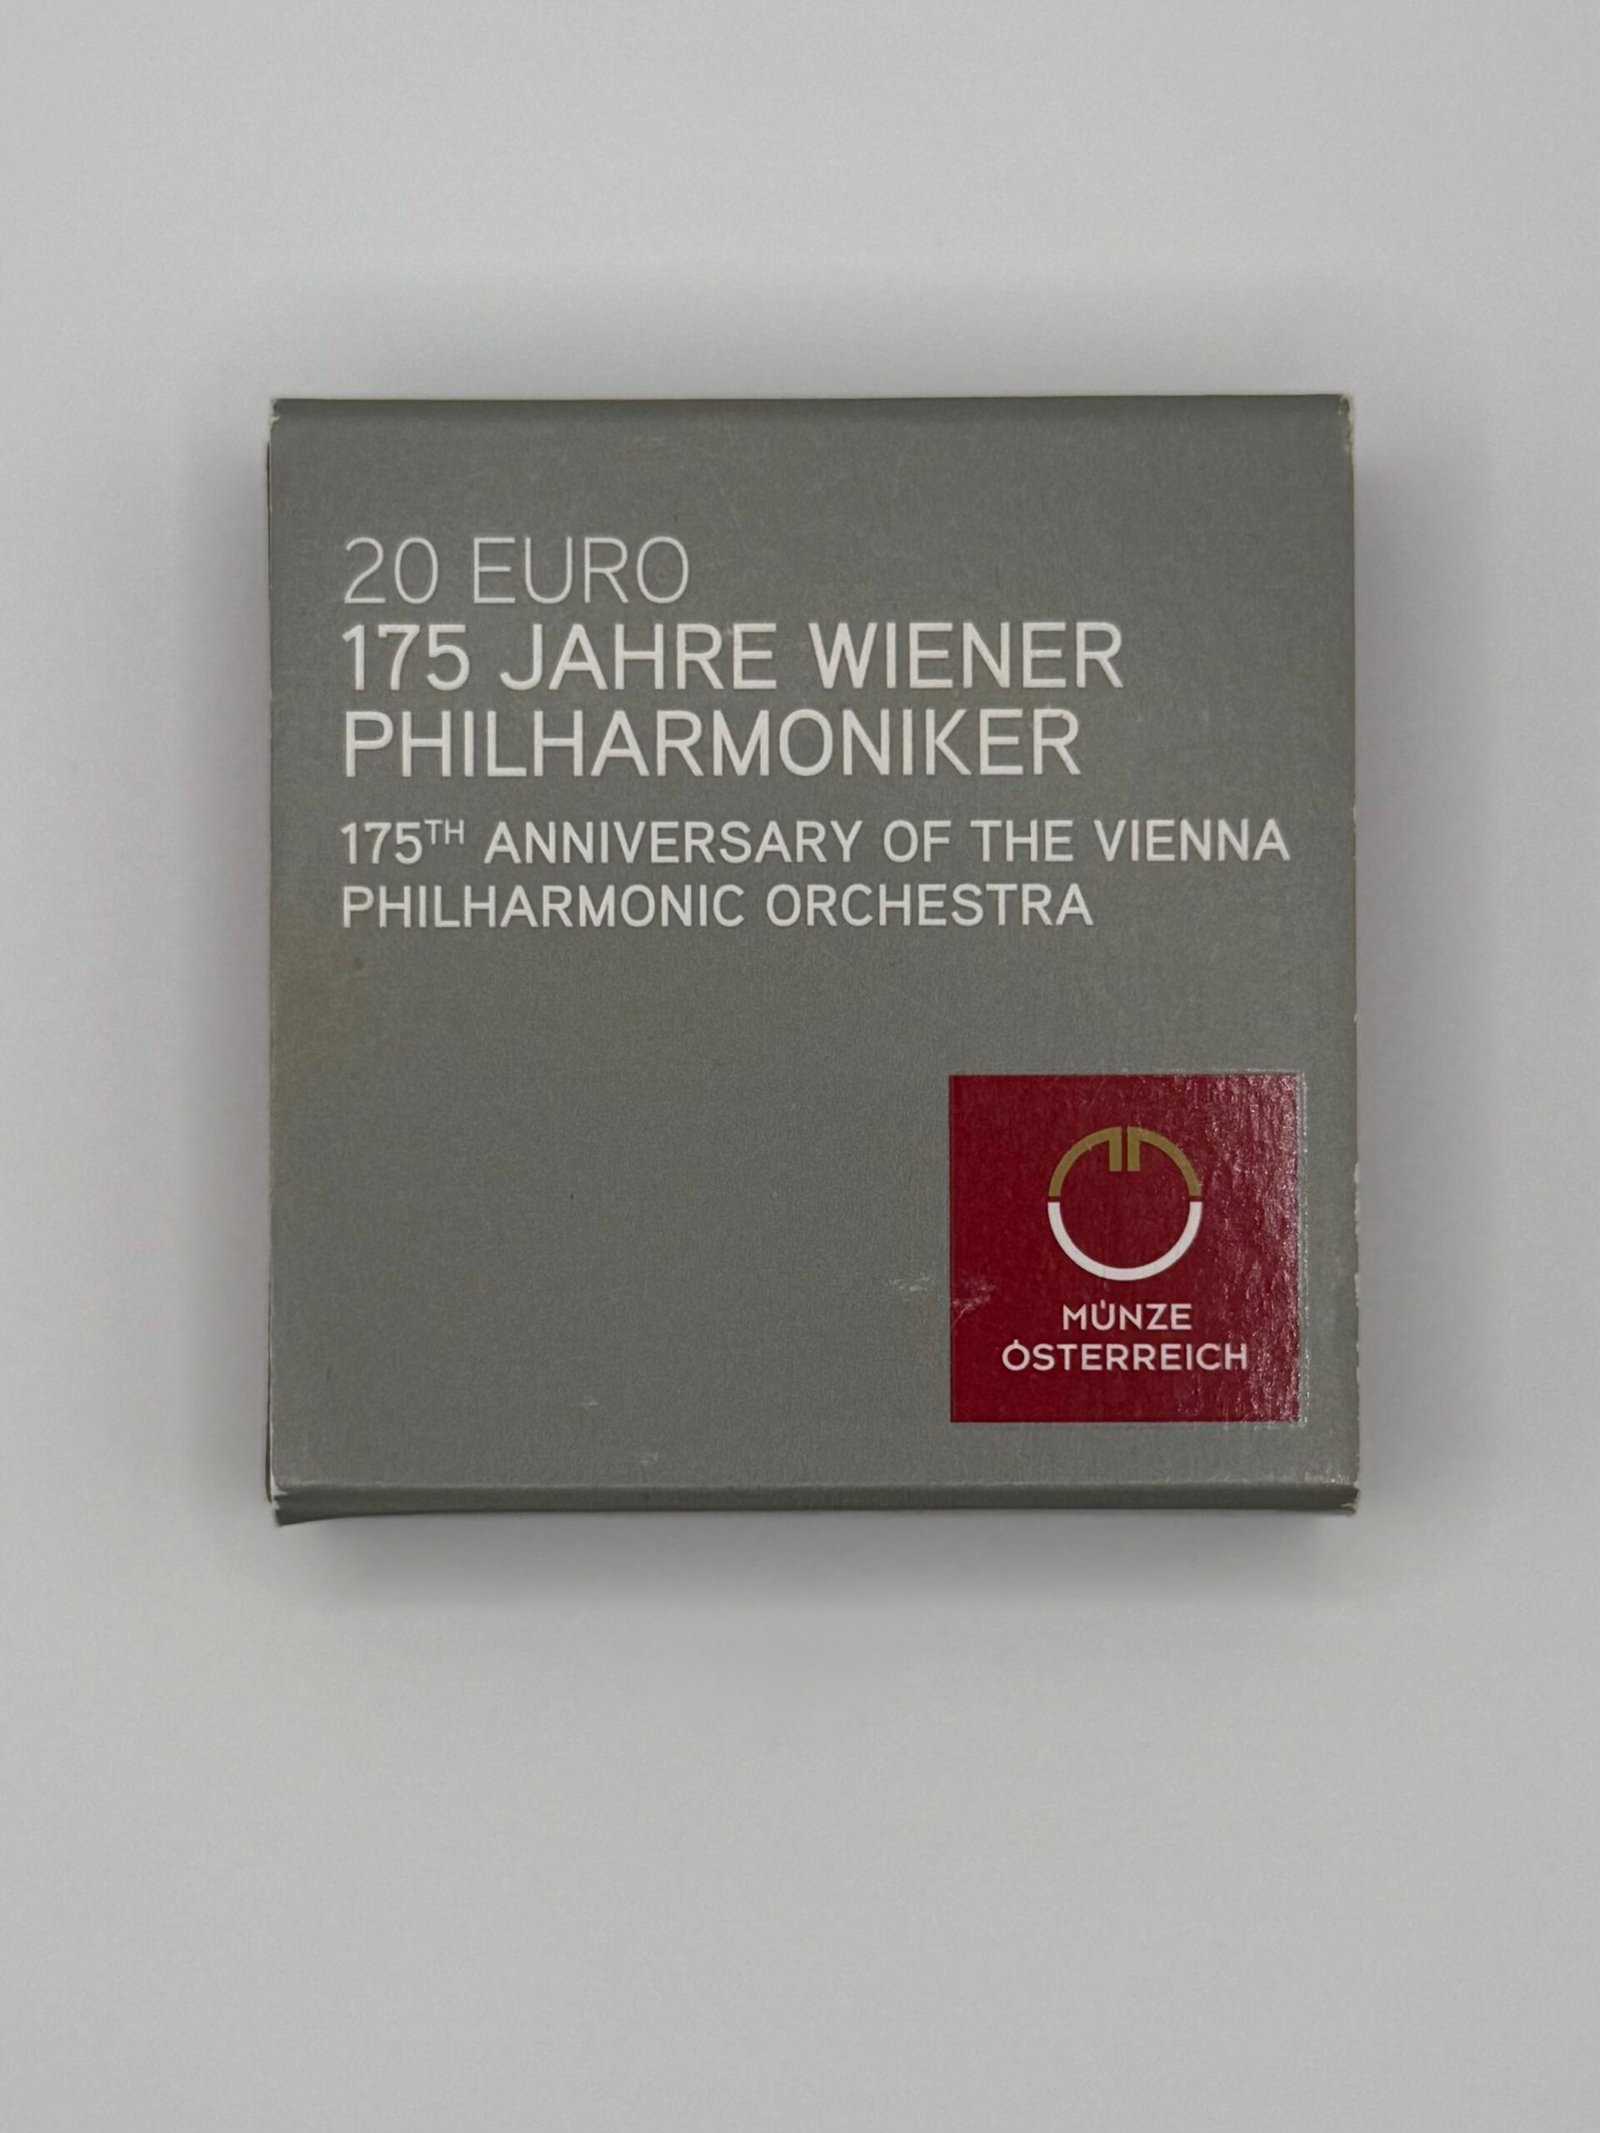 20 EURO
175 JAHRE WIENER
PHILHARMONIKER
175TH ANNIVERSARY OF THE VIENNA
PHILHARMONIC ORCHESTRA
MÜNZE
ÖSTERREICH